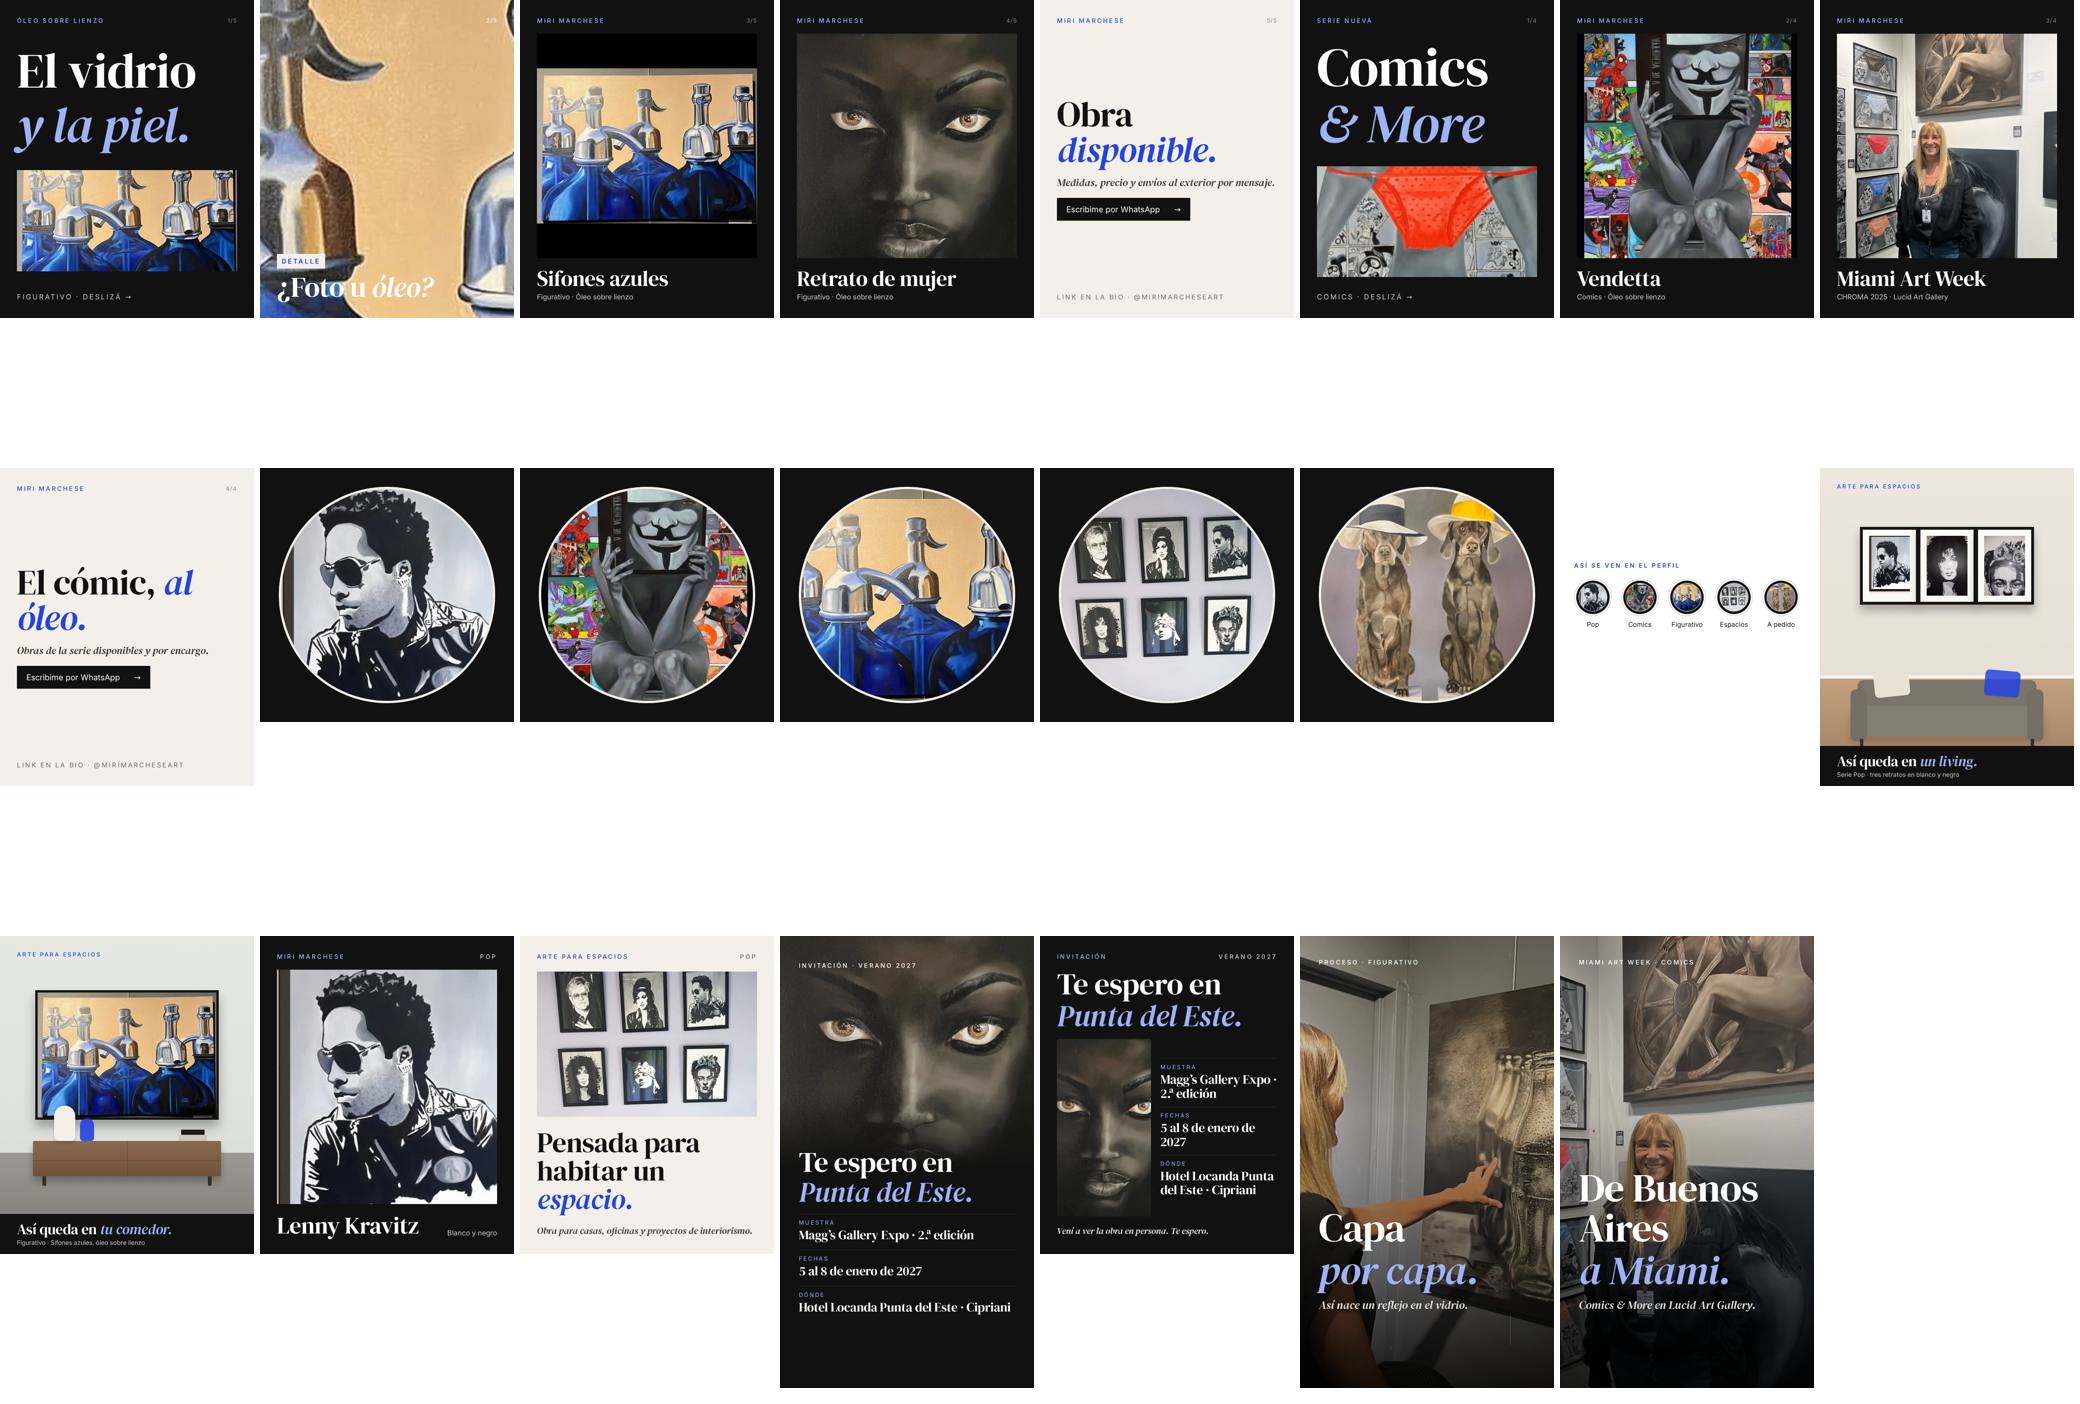 ÓLEO SOBRE LIENZO 1/5
El vidrio
y la piel.
FIGURATIVO · DESLIZÁ →
2/5
DETALLE
¿Foto u óleo?
MIRI MARCHESE 3/5
Sifones azules
Figurativo · Óleo sobre lienzo
MIRI MARCHESE 4/5
Retrato de mujer
Figurativo · Óleo sobre lienzo
MIRI MARCHESE 5/5
Obra
disponible.
Medidas, precio y envíos al exterior por mensaje.
Escribime por WhatsApp →
LINK EN LA BIO · @MIRIMARCHESEART
SERIE NUEVA 1/4
Comics
& More
COMICS · DESLIZÁ →
MIRI MARCHESE 2/4
Vendetta
Comics · Óleo sobre lienzo
MIRI MARCHESE 3/4
Miami Art Week
CHROMA 2025 · Lucid Art Gallery
MIRI MARCHESE 4/4
El cómic, al
óleo.
Obras de la serie disponibles y por encargo.
Escribime por WhatsApp →
LINK EN LA BIO · @MIRIMARCHESEART
ASÍ SE VEN EN EL PERFIL
Pop Comics Figurativo Espacios A pedido
ARTE PARA ESPACIOS
Así queda en un living.
Serie Pop · tres retratos en blanco y negro
ARTE PARA ESPACIOS
Así queda en tu comedor.
Figurativo · Sifones azules, óleo sobre lienzo
MIRI MARCHESE POP
Lenny Kravitz
Blanco y negro
ARTE PARA ESPACIOS POP
Pensada para
habitar un
espacio.
Obra para casas, oficinas y proyectos de interiorismo.
INVITACIÓN · VERANO 2027
Te espero en
Punta del Este.
MUESTRA
Magg’s Gallery Expo · 2.ª edición
FECHAS
5 al 8 de enero de 2027
DÓNDE
Hotel Locanda Punta del Este · Cipriani
INVITACIÓN VERANO 2027
Te espero en
Punta del Este.
MUESTRA
Magg’s Gallery Expo ·
2.ª edición
FECHAS
5 al 8 de enero de
2027
DÓNDE
Hotel Locanda Punta
del Este · Cipriani
Vení a ver la obra en persona. Te espero.
PROCESO · FIGURATIVO
Capa
por capa.
Así nace un reflejo en el vidrio.
MIAMI ART WEEK · COMICS
De Buenos
Aires
a Miami.
Comics & More en Lucid Art Gallery.